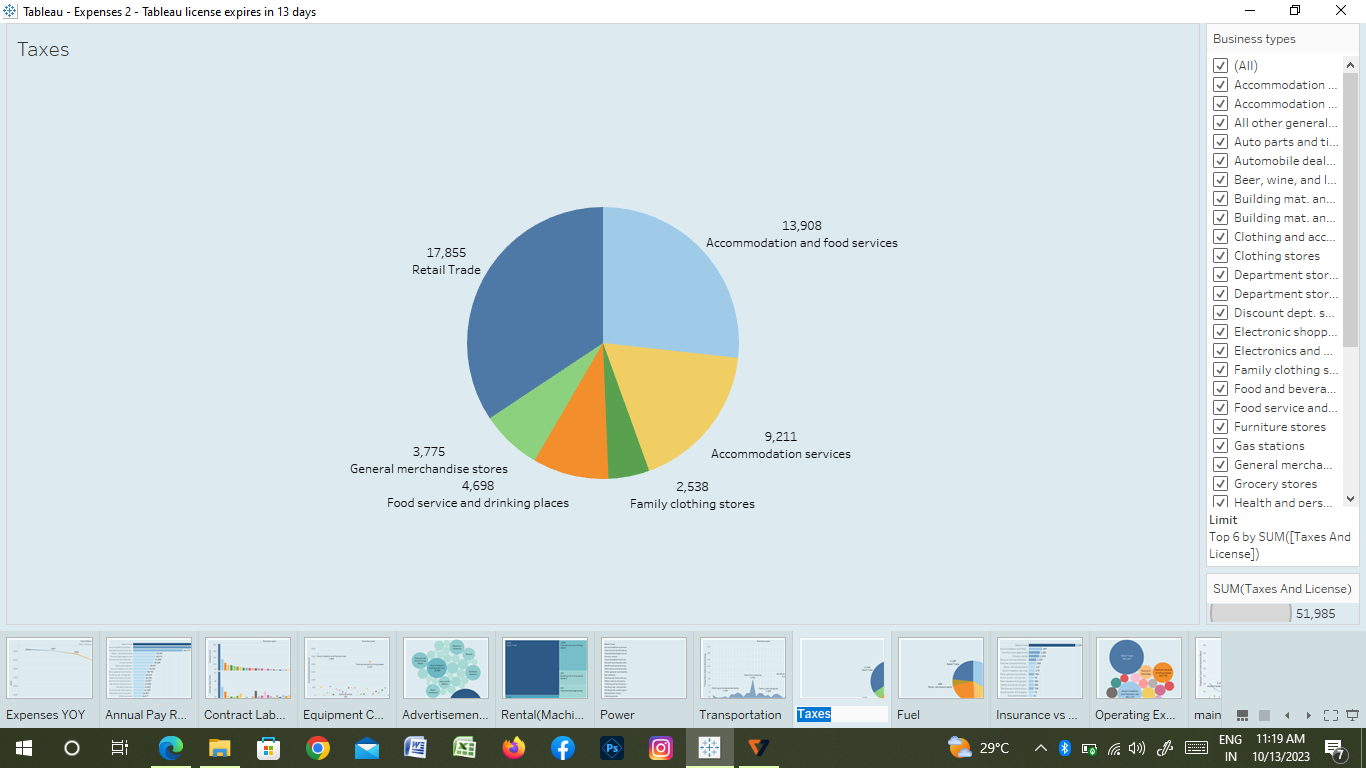 Tableau - Expenses 2 - Tableau license expires in 13 days
Taxes
13,908
Accommodation and food services
17,855
Retail Trade
9,211
Accommodation services
3,775
General merchandise stores
4,698
Food service and drinking places
2,538
Family clothing stores
Business types
(All)
Accommodation ...
Accommodation ...
All other general...
Auto parts and ti...
Automobile deal...
Beer, wine, and l...
Building mat. an...
Building mat. an...
Clothing and acc...
Clothing stores
Department stor...
Department stor...
Discount dept. s...
Electronic shopp...
Electronics and ...
Family clothing s...
Food and bevera...
Food service and...
Furniture stores
Gas stations
General mercha...
Grocery stores
Health and pers...
Limit
Top 6 by SUM([Taxes And
License])
SUM(Taxes And License)
51,985
Expenses YOY
Annual Pay R...
Contract Lab...
Equipment C...
Advertisemen...
Rental(Machi...
Power
Transportation
Taxes
Fuel
Insurance vs ...
Operating Ex...
main
29°C
ENG
IN
11:19 AM
10/13/2023
7